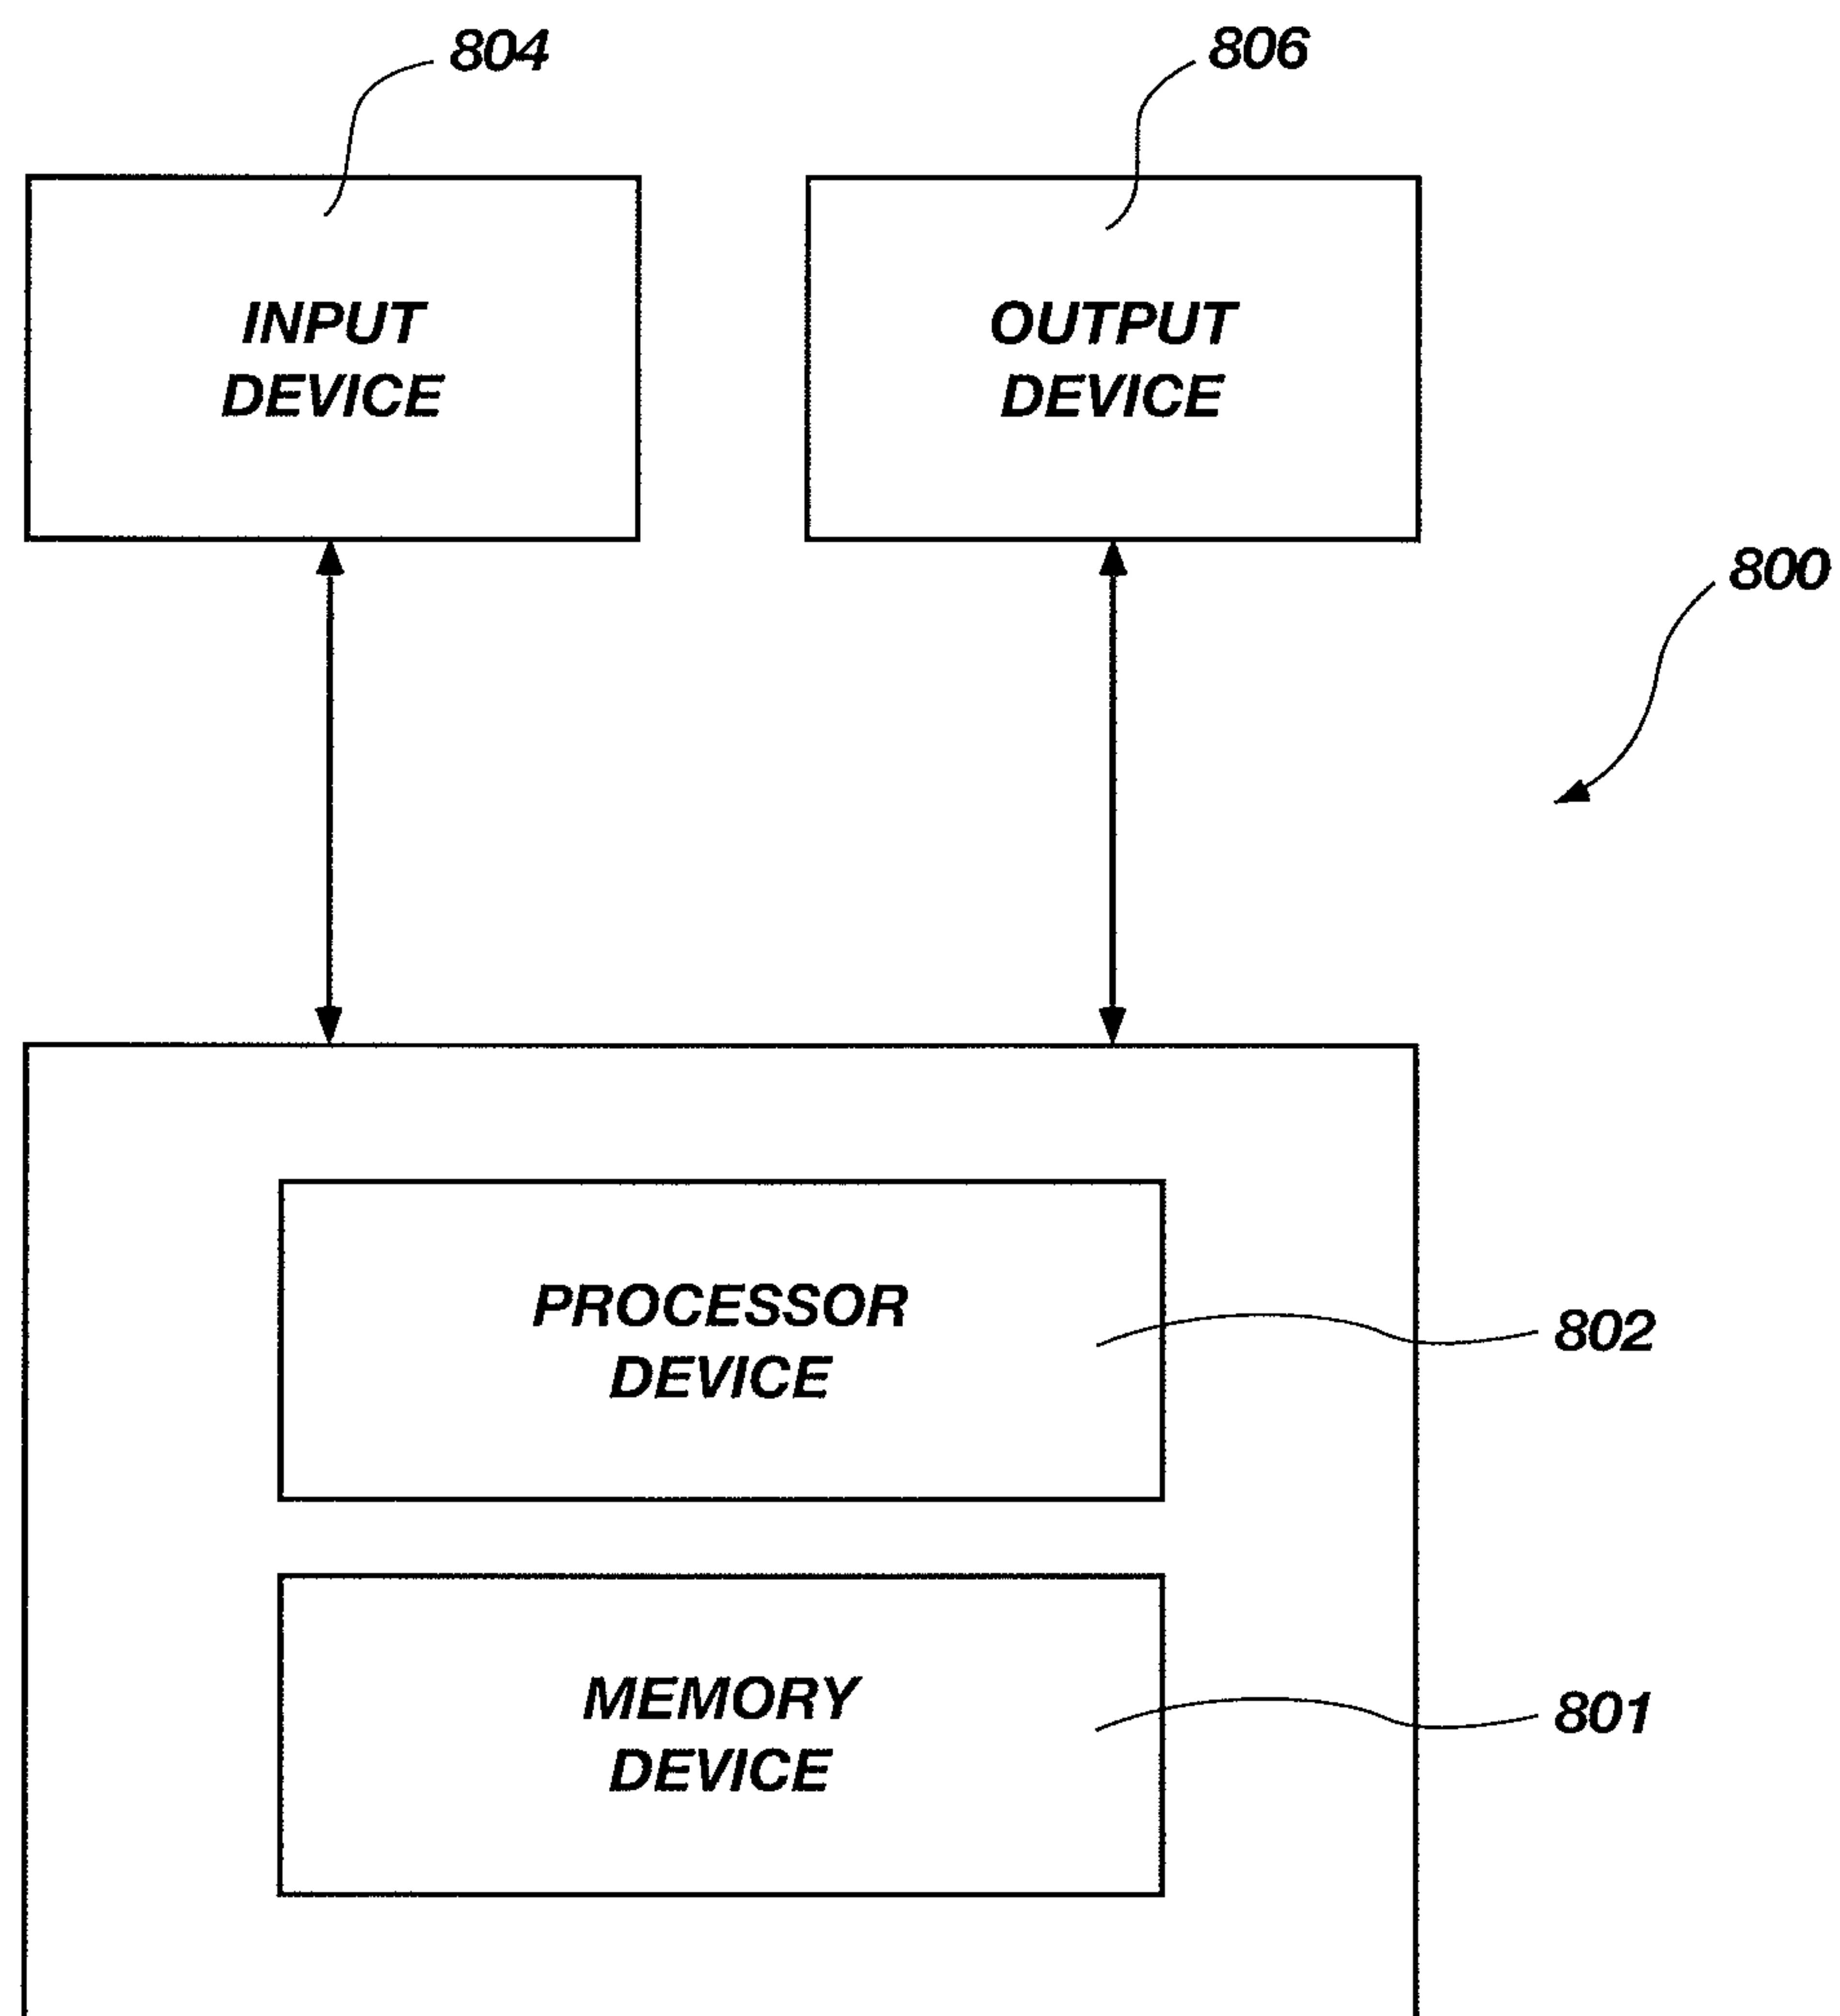 804
806
INPUT
DEVICE
OUTPUT
DEVICE
800
PROCESSOR
DEVICE
802
MEMORY
DEVICE
801